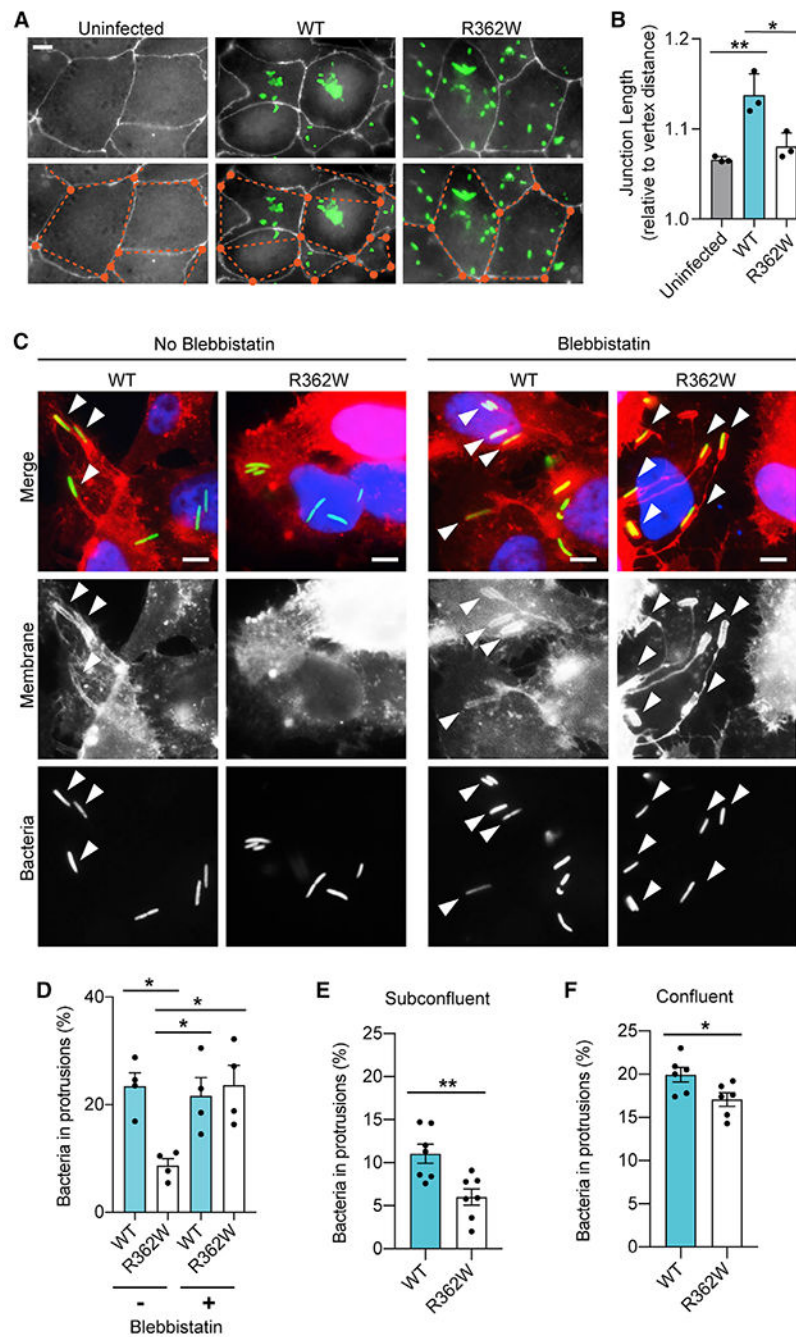 A
Uninfected
WT
R362W
B
**
*
1.2
1.1
1.0
Junction Length
(relative to vertex distance)
Uninfected
WT
R362W
C
No Blebbistatin
Blebbistatin
WT
R362W
WT
R362W
Merge
Membrane
Bacteria
D
*
*
*
40
20
0
Bacteria in protrusions (%)
WT
R362W
WT
R362W
-
+
Blebbistatin
E
Subconfluent
**
25
20
15
10
5
0
Bacteria in protrusions (%)
WT
R362W
F
Confluent
*
25
20
15
10
5
0
Bacteria in protrusions (%)
WT
R362W